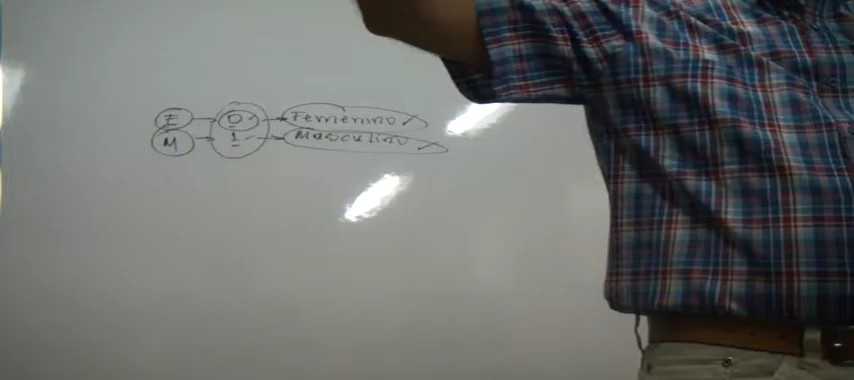 F → 0 → Femenino
M → 1 → Masculino